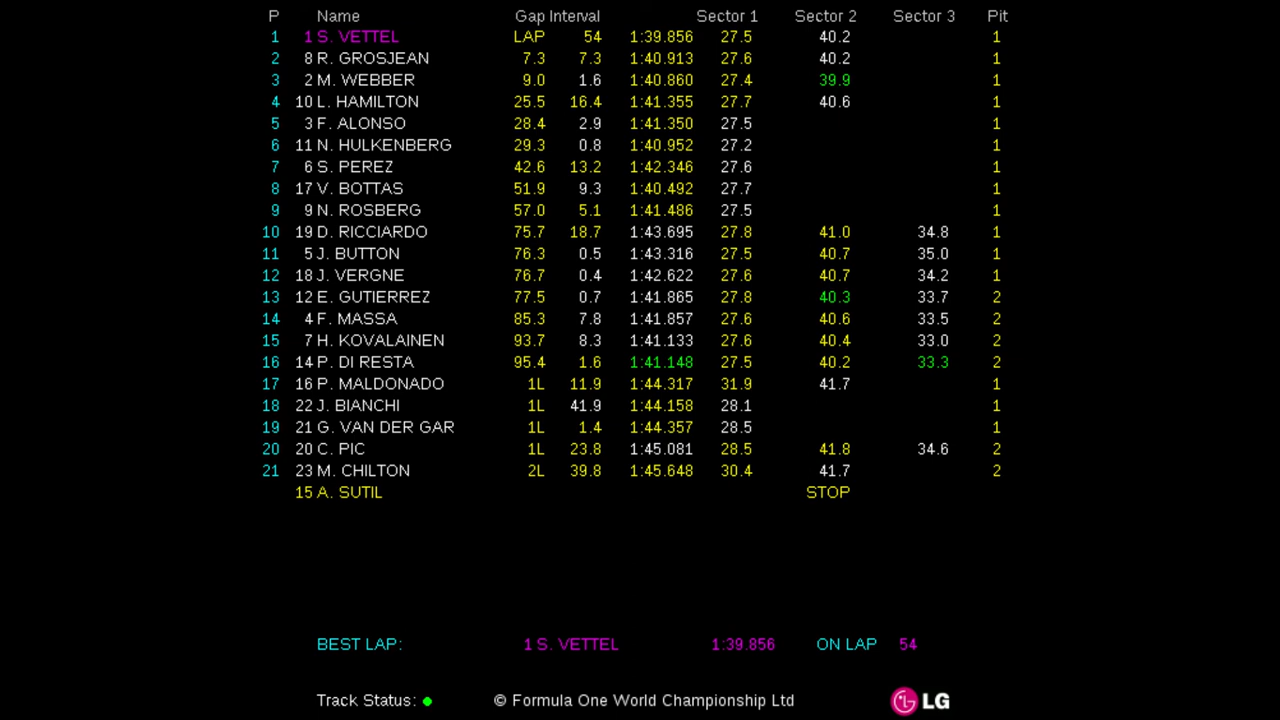 P Name Gap Interval Sector 1 Sector 2 Sector 3 Pit
1 1 S. VETTEL LAP 54 1:39.856 27.5 40.2 1
2 8 R. GROSJEAN 7.3 7.3 1:40.913 27.6 40.2 1
3 2 M. WEBBER 9.0 1.6 1:40.860 27.4 39.9 1
4 10 L. HAMILTON 25.5 16.4 1:41.355 27.7 40.6 1
5 3 F. ALONSO 28.4 2.9 1:41.350 27.5 1
6 11 N. HULKENBERG 29.3 0.8 1:40.952 27.2 1
7 6 S. PEREZ 42.6 13.2 1:42.346 27.6 1
8 17 V. BOTTAS 51.9 9.3 1:40.492 27.7 1
9 9 N. ROSBERG 57.0 5.1 1:41.486 27.5 1
10 19 D. RICCIARDO 75.7 18.7 1:43.695 27.8 41.0 34.8 1
11 5 J. BUTTON 76.3 0.5 1:43.316 27.5 40.7 35.0 1
12 18 J. VERGNE 76.7 0.4 1:42.622 27.6 40.7 34.2 1
13 12 E. GUTIERREZ 77.5 0.7 1:41.865 27.8 40.3 33.7 2
14 4 F. MASSA 85.3 7.8 1:41.857 27.6 40.6 33.5 2
15 7 H. KOVALAINEN 93.7 8.3 1:41.133 27.6 40.4 33.0 2
16 14 P. DI RESTA 95.4 1.6 1:41.148 27.5 40.2 33.3 2
17 16 P. MALDONADO 1L 11.9 1:44.317 31.9 41.7 1
18 22 J. BIANCHI 1L 41.9 1:44.158 28.1 1
19 21 G. VAN DER GAR 1L 1.4 1:44.357 28.5 1
20 20 C. PIC 1L 23.8 1:45.081 28.5 41.8 34.6 2
21 23 M. CHILTON 2L 39.8 1:45.648 30.4 41.7 2
15 A. SUTIL STOP
BEST LAP: 1 S. VETTEL 1:39.856 ON LAP 54
Track Status: © Formula One World Championship Ltd LG